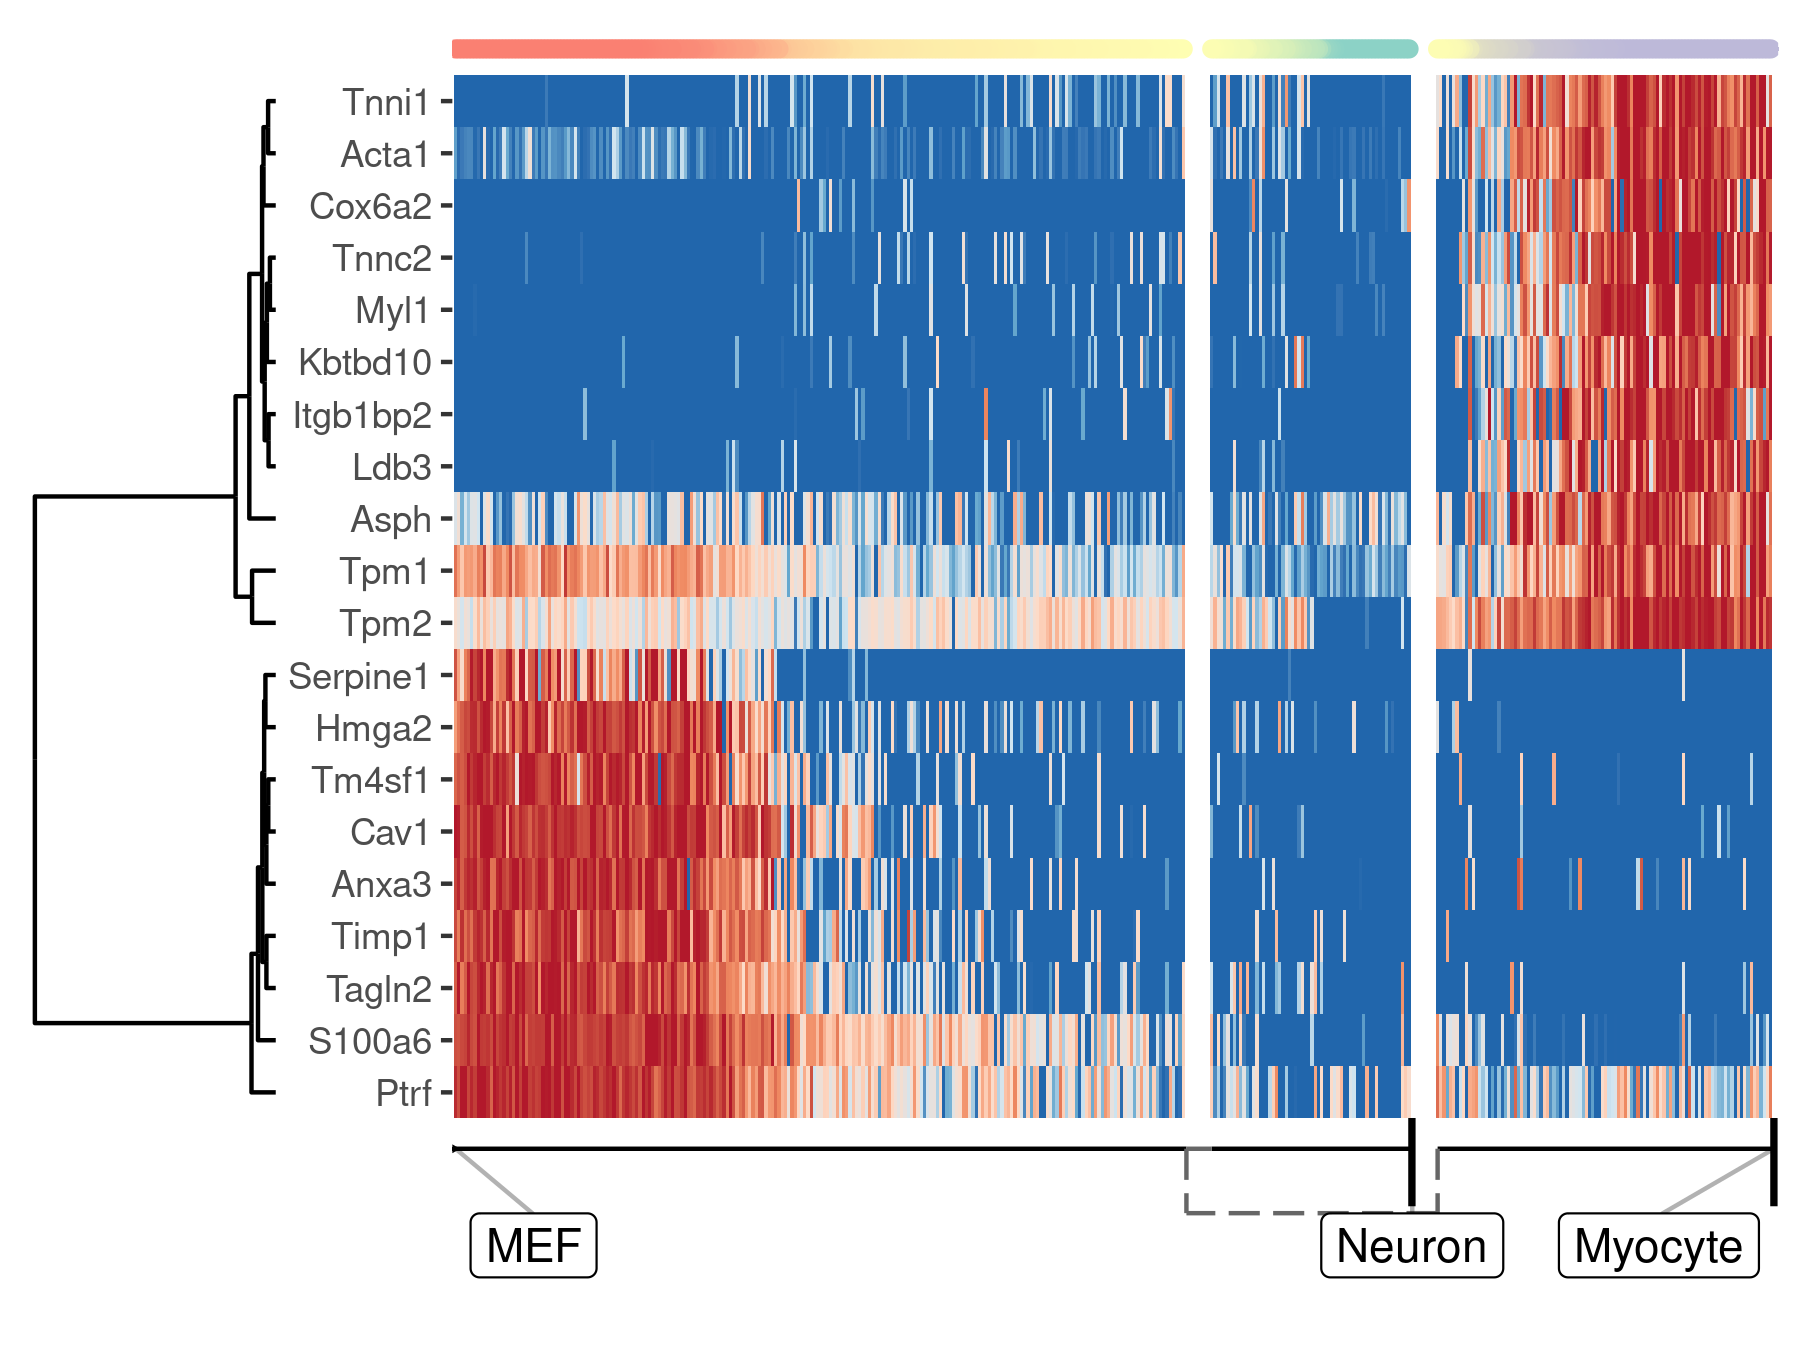 Tnni1
Acta1
Cox6a2
Tnnc2
Myl1
Kbtbd10
Itgb1bp2
Ldb3
Asph
Tpm1
Tpm2
Serpine1
Hmga2
Tm4sf1
Cav1
Anxa3
Timp1
Tagln2
S100a6
Ptrf
MEF Neuron Myocyte